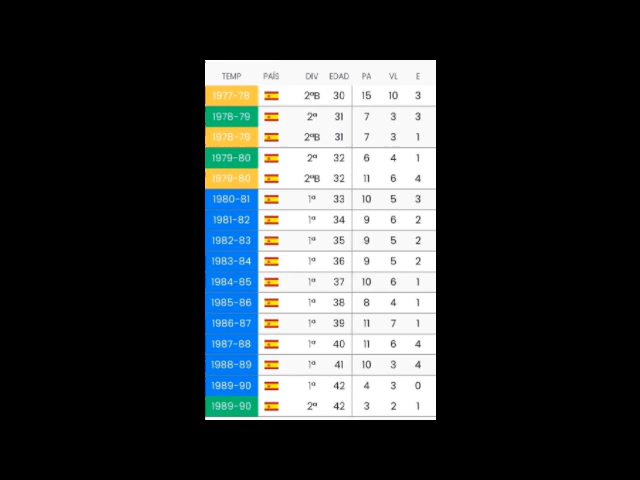 TEMP PAÍS DIV EDAD PA VL E
1977-78 2ªB 30 15 10 3
1978-79 2ª 31 7 3 3
1978-79 2ªB 31 7 3 1
1979-80 2ª 32 6 4 1
1979-80 2ªB 32 11 6 4
1980-81 1ª 33 10 5 3
1981-82 1ª 34 9 6 2
1982-83 1ª 35 9 5 2
1983-84 1ª 36 9 5 2
1984-85 1ª 37 10 6 1
1985-86 1ª 38 8 4 1
1986-87 1ª 39 11 7 1
1987-88 1ª 40 11 6 4
1988-89 1ª 41 10 3 4
1989-90 1ª 42 4 3 0
1989-90 2ª 42 3 2 1